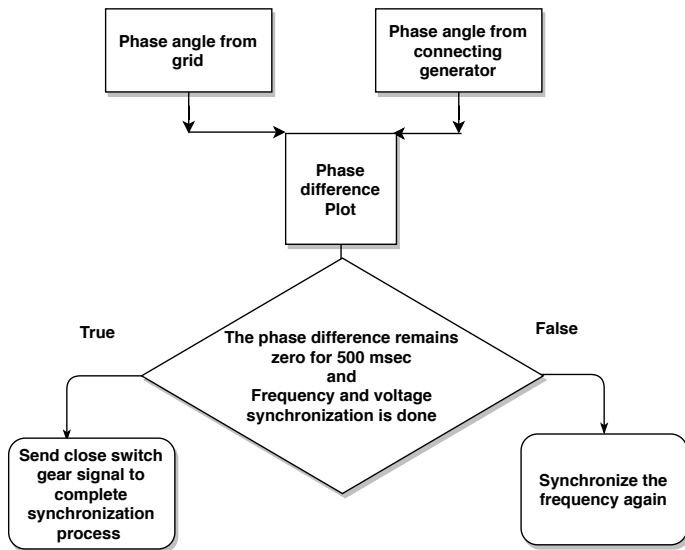 Phase angle from
grid
Phase angle from
connecting
generator
Phase
difference
Plot
True
False
The phase difference remains
zero for 500 msec
and
Frequency and voltage
synchronization is done
Send close switch
gear signal to
complete
synchronization
process
Synchronize the
frequency again